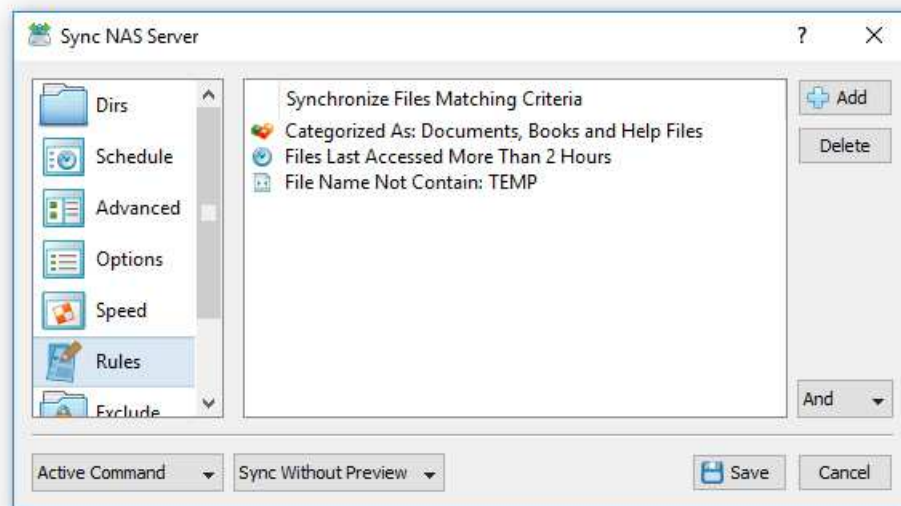 Sync NAS Server
?
Dirs
Schedule
Advanced
Options
Speed
Rules
Exclude
Synchronize Files Matching Criteria
Categorized As: Documents, Books and Help Files
Files Last Accessed More Than 2 Hours
File Name Not Contain: TEMP
Add
Delete
And
Active Command
Sync Without Preview
Save
Cancel